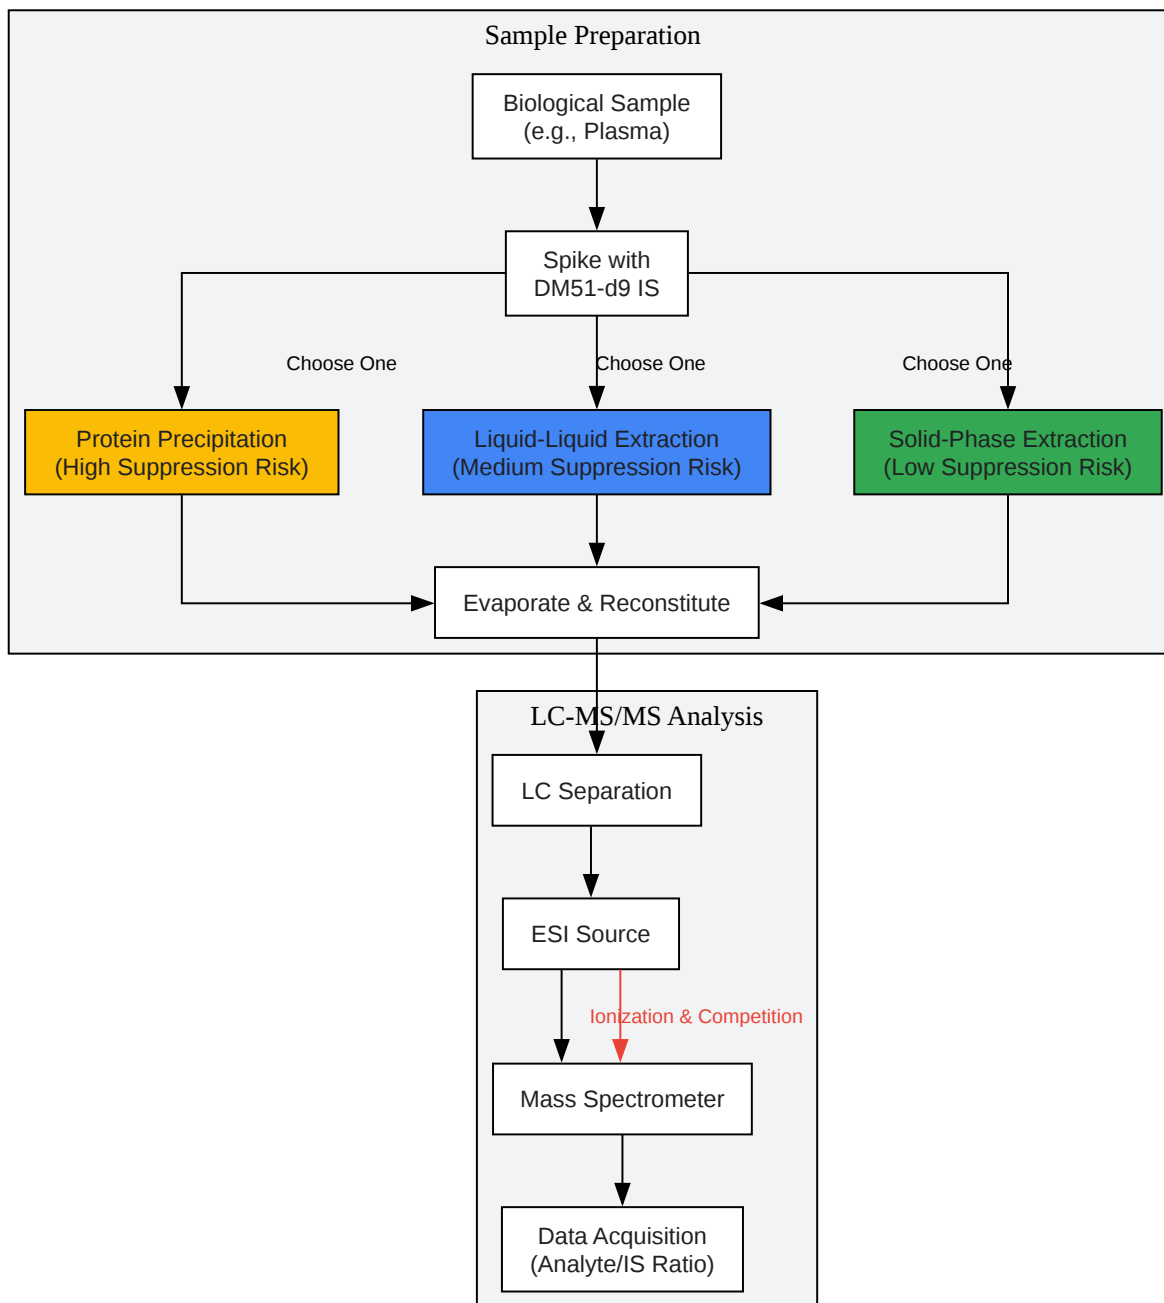 Sample Preparation
Biological Sample
(e.g., Plasma)
Spike with
DM51-d9 IS
Choose One
Choose One
Choose One
Protein Precipitation
(High Suppression Risk)
Liquid-Liquid Extraction
(Medium Suppression Risk)
Solid-Phase Extraction
(Low Suppression Risk)
Evaporate & Reconstitute
LC-MS/MS Analysis
LC Separation
ESI Source
Ionization & Competition
Mass Spectrometer
Data Acquisition
(Analyte/IS Ratio)